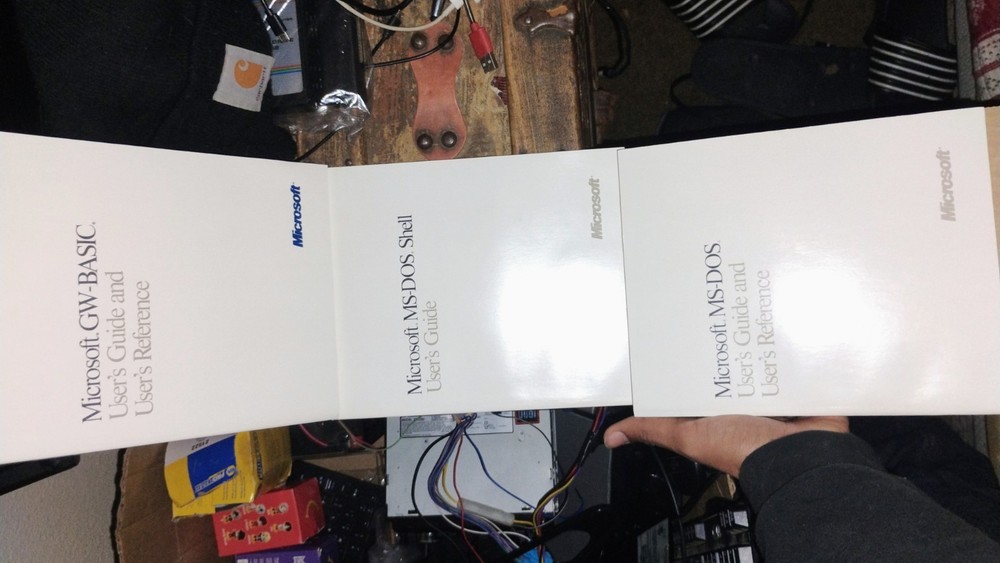 Microsoft. GW-BASIC.
User's Guide and
User's Reference
Microsoft
Microsoft. MS-DOS. Shell
User's Guide
Microsoft
Microsoft. MS-DOS.
User's Guide and
User's Reference
Microsoft